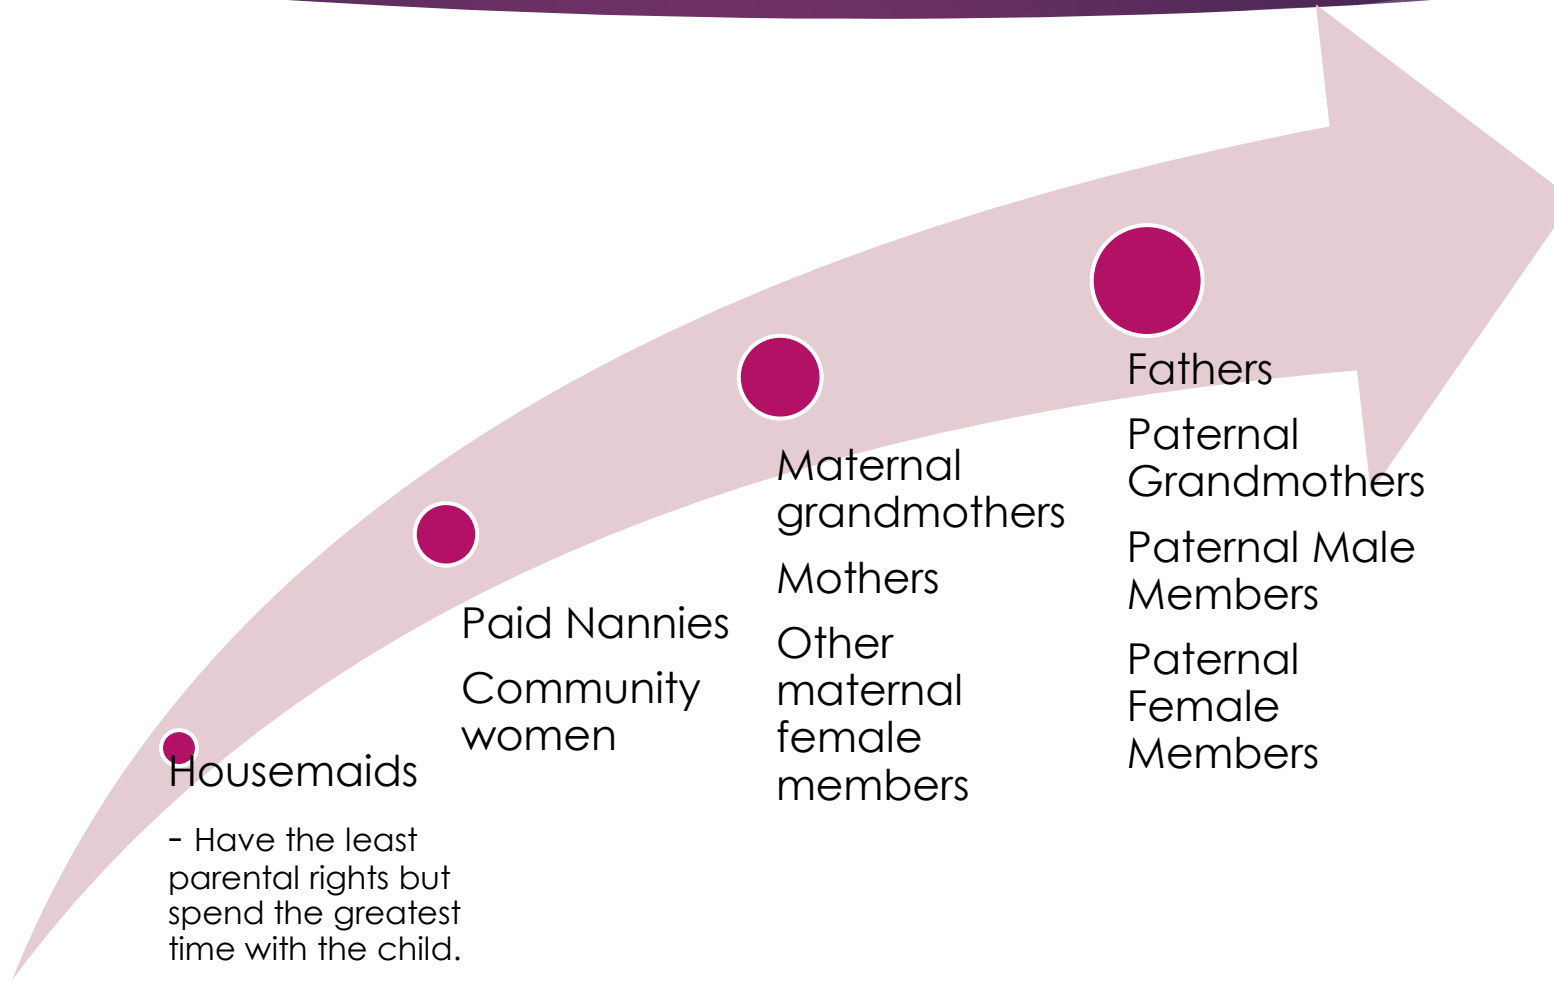 Housemaids
- Have the least
parental rights but
spend the greatest
time with the child.
Paid Nannies
Community
women
Maternal
grandmothers
Mothers
Other
maternal
female
members
Fathers
Paternal
Grandmothers
Paternal Male
Members
Paternal
Female
Members